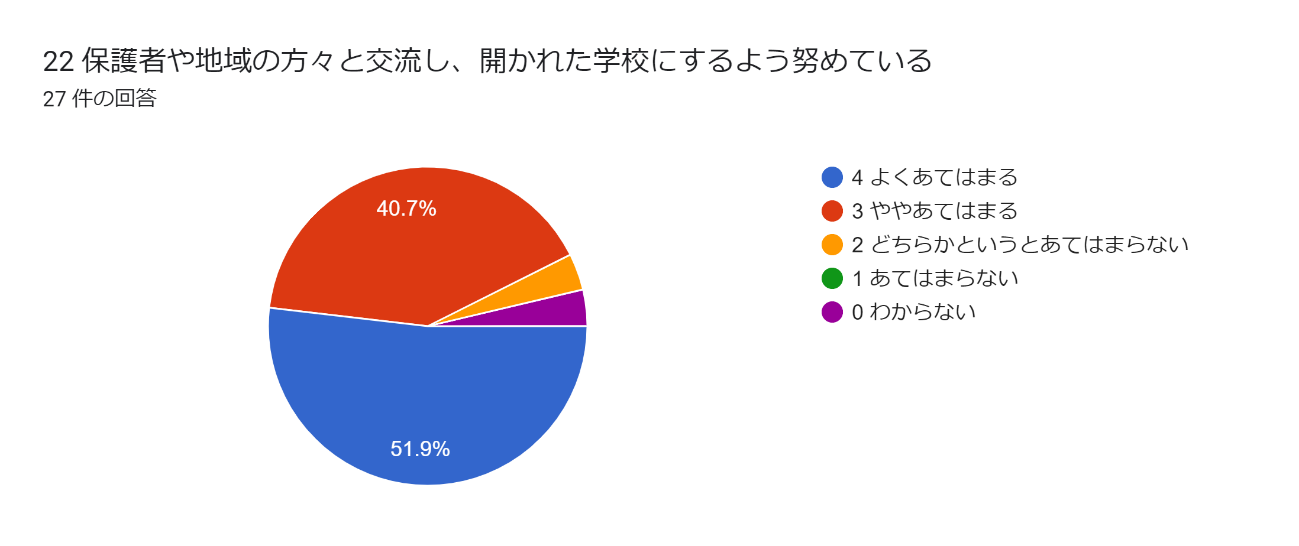 22 保護者や地域の方々と交流し、開かれた学校にするよう努めている
27 件の回答
40.7%
51.9%
4 よくあてはまる
3 ややあてはまる
2 どちらかというとあてはまらない
1 あてはまらない
0 わからない